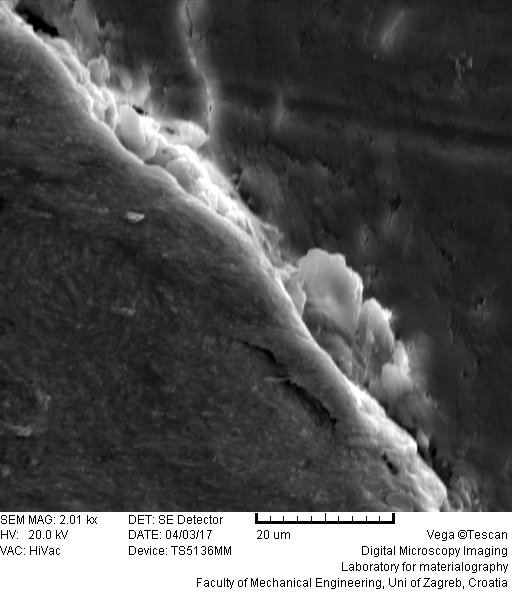 SEM MAG: 2.01 kx DET: SE Detector
HV: 20.0 kV DATE: 04/03/17 20 um Vega ©Tescan
VAC: HiVac Device: TS5136MM Digital Microscopy Imaging
Laboratory for materialography
Faculty of Mechanical Engineering, Uni of Zagreb, Croatia